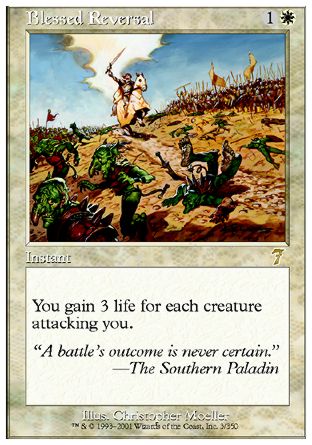 Blessed Reversal 1
Instant 7
You gain 3 life for each creature
attacking you.
“A battle’s outcome is never certain.”
—The Southern Paladin
Illus. Christopher Moeller
™ & © 1993–2001 Wizards of the Coast, Inc. 3/350